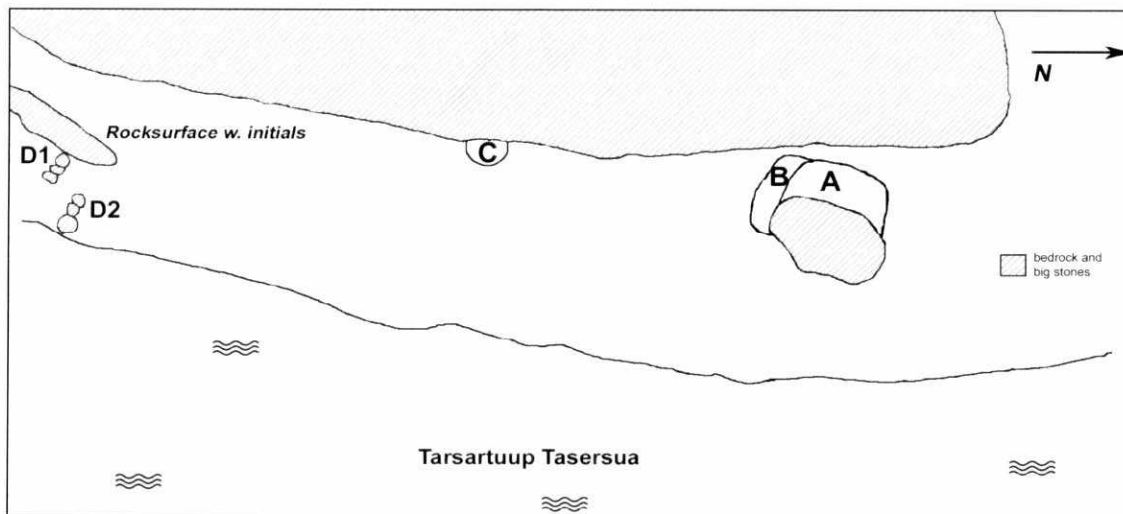 N
Rocksurface w. initials
D1
C
B
A
D2
bedrock and
big stones
Tarsartuup Tasersua